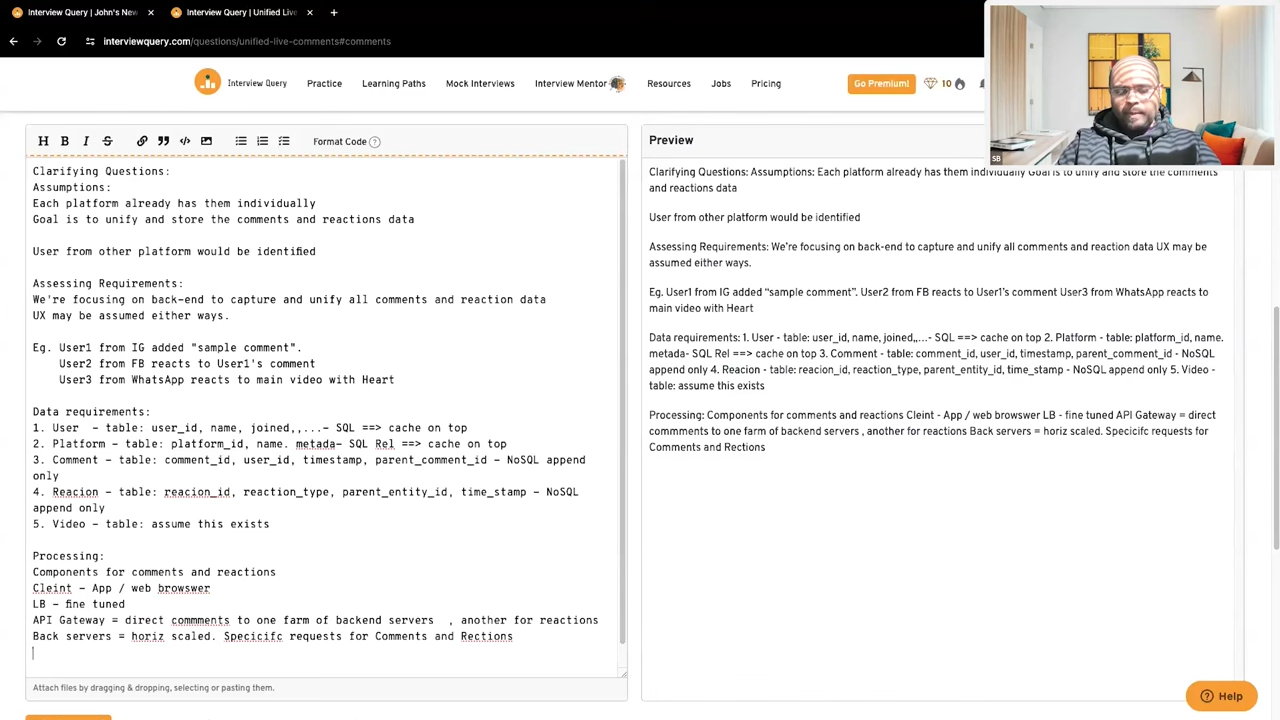 Interview Query | John's New
Interview Query | Unified Liv
interviewquery.com/questions/unified-live-comments#comments
Interview Query
Practice
Learning Paths
Mock Interviews
Interview Mentor
Resources
Jobs
Pricing
Go Premium!
10
SB
H B I S
Format Code ?
Preview
Clarifying Questions:
Assumptions:
Each platform already has them individually
Goal is to unify and store the comments and reactions data
User from other platform would be identified
Assessing Requirements:
We're focusing on back-end to capture and unify all comments and reaction data
UX may be assumed either ways.
Eg. User1 from IG added "sample comment".
User2 from FB reacts to User1's comment
User3 from WhatsApp reacts to main video with Heart
Data requirements:
1. User – table: user_id, name, joined,,...– SQL ==> cache on top
2. Platform – table: platform_id, name. metada– SQL Rel ==> cache on top
3. Comment – table: comment_id, user_id, timestamp, parent_comment_id – NoSQL append
only
4. Reacion – table: reacion_id, reaction_type, parent_entity_id, time_stamp – NoSQL
append only
5. Video – table: assume this exists
Processing:
Components for comments and reactions
Cleint – App / web browswer
LB – fine tuned
API Gateway = direct commments to one farm of backend servers , another for reactions
Back servers = horiz scaled. Specicifc requests for Comments and Rections
Attach files by dragging & dropping, selecting or pasting them.
Clarifying Questions: Assumptions: Each platform already has them individually Goal is to unify and store the comments
and reactions data
User from other platform would be identified
Assessing Requirements: We're focusing on back-end to capture and unify all comments and reaction data UX may be
assumed either ways.
Eg. User1 from IG added “sample comment”. User2 from FB reacts to User1's comment User3 from WhatsApp reacts to
main video with Heart
Data requirements: 1. User - table: user_id, name, joined,,...- SQL ==> cache on top 2. Platform - table: platform_id, name.
metada- SQL Rel ==> cache on top 3. Comment - table: comment_id, user_id, timestamp, parent_comment_id - NoSQL
append only 4. Reacion - table: reacion_id, reaction_type, parent_entity_id, time_stamp - NoSQL append only 5. Video -
table: assume this exists
Processing: Components for comments and reactions Cleint - App / web browswer LB - fine tuned API Gateway = direct
commments to one farm of backend servers , another for reactions Back servers = horiz scaled. Specicifc requests for
Comments and Rections
Help